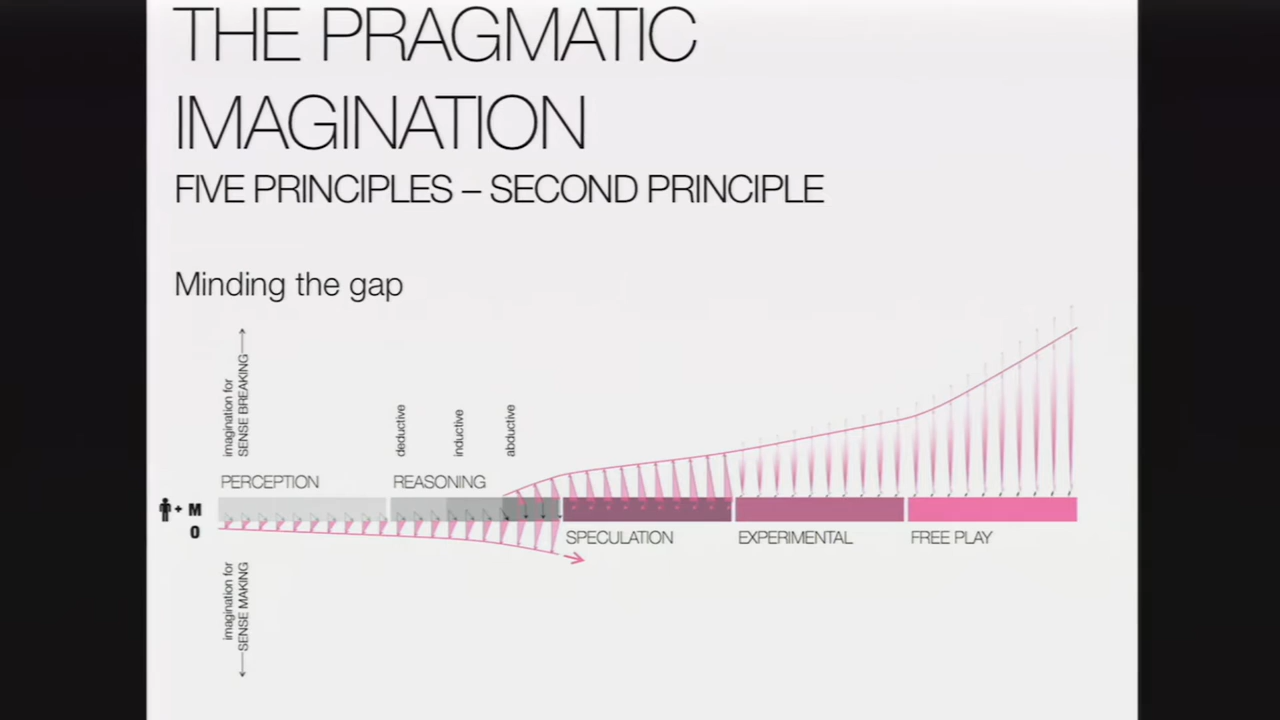 THE PRAGMATIC
IMAGINATION
FIVE PRINCIPLES – SECOND PRINCIPLE
Minding the gap
imagination for
SENSE BREAKING
deductive
inductive
abductive
PERCEPTION
REASONING
+ M
0
SPECULATION
EXPERIMENTAL
FREE PLAY
imagination for
SENSE MAKING